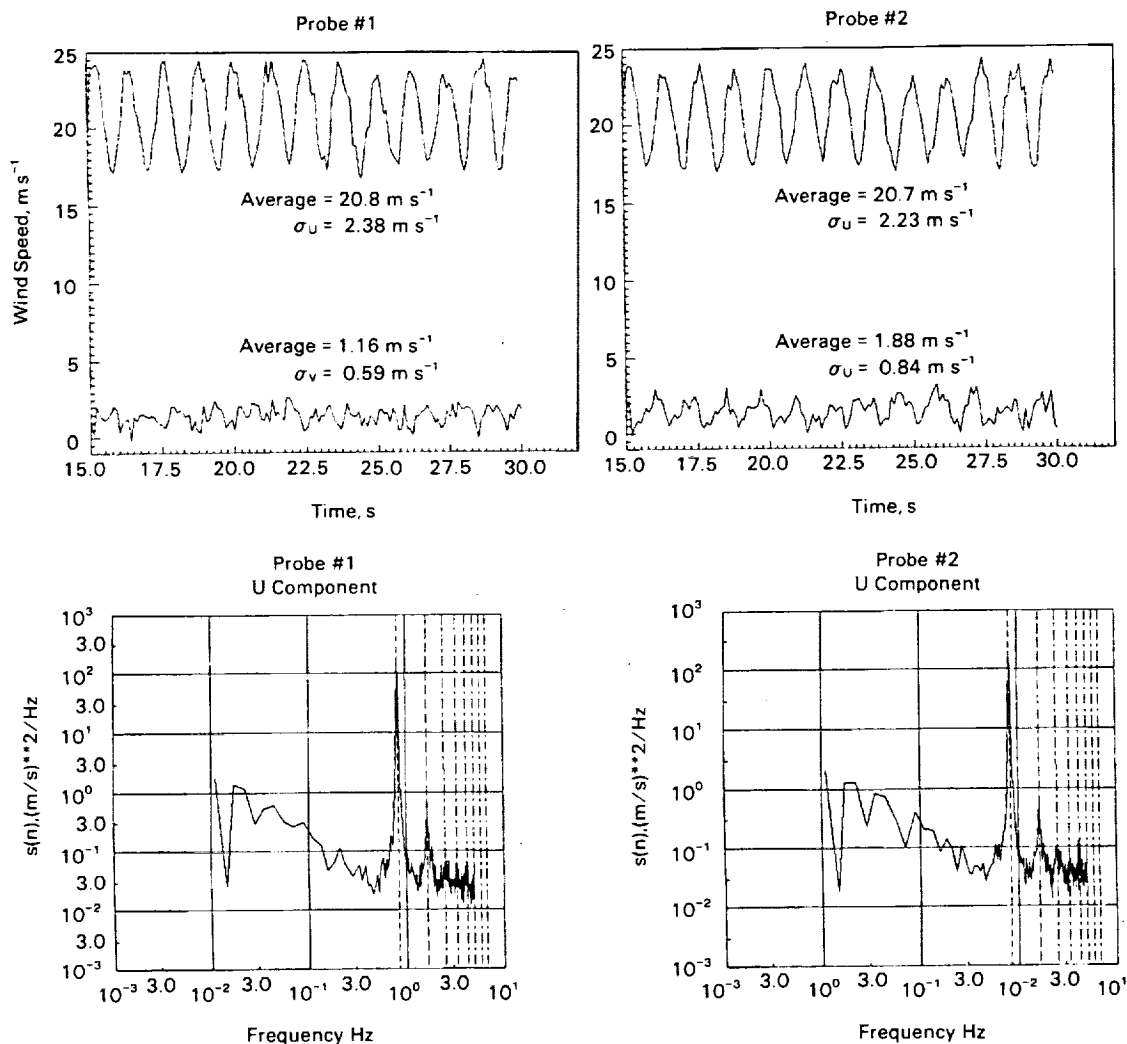 Probe #1
25
20
15
10
5
0
Wind Speed, m s⁻¹
Average = 20.8 m s⁻¹
σU = 2.38 m s⁻¹
Average = 1.16 m s⁻¹
σV = 0.59 m s⁻¹
15.0 17.5 20.0 22.5 25.0 27.5 30.0
Time, s
Probe #2
25
20
15
10
5
0
Average = 20.7 m s⁻¹
σU = 2.23 m s⁻¹
Average = 1.88 m s⁻¹
σU = 0.84 m s⁻¹
15.0 17.5 20.0 22.5 25.0 27.5 30.0
Time, s
Probe #1
U Component
10³
3.0
10²
3.0
10¹
3.0
10⁰
3.0
10⁻¹
3.0
10⁻²
3.0
10⁻³
s(n),(m/s)**2/Hz
10⁻³ 3.0 10⁻² 3.0 10⁻¹ 3.0 10⁰ 3.0 10¹
Frequency Hz
Probe #2
U Component
10³
10²
10¹
10⁰
10⁻¹
10⁻²
10⁻³
s(n),(m/s)**2/Hz
10⁻³ 3.0 10⁰ 3.0 10⁻¹ 3.0 10⁻² 3.0 10¹
Frequency Hz